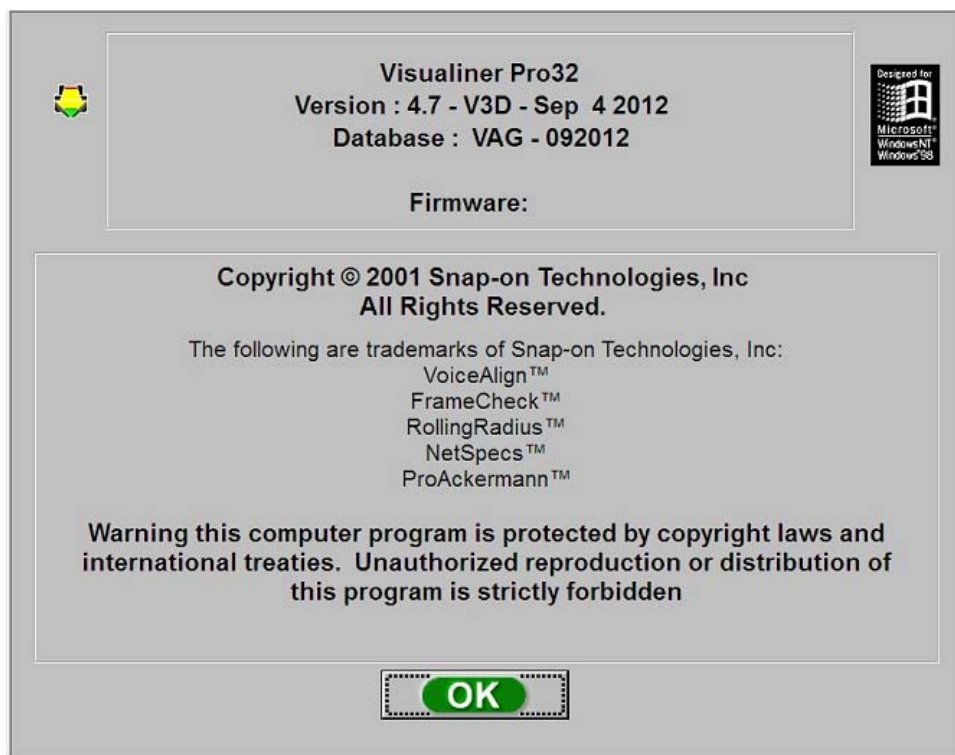 Visualiner Pro32
Version : 4.7 - V3D - Sep 4 2012
Database : VAG - 092012
Firmware:
Designed for
Microsoft®
WindowsNT®
Windows®98
Copyright © 2001 Snap-on Technologies, Inc
All Rights Reserved.
The following are trademarks of Snap-on Technologies, Inc:
VoiceAlign™
FrameCheck™
RollingRadius™
NetSpecs™
ProAckermann™
Warning this computer program is protected by copyright laws and
international treaties. Unauthorized reproduction or distribution of
this program is strictly forbidden
OK